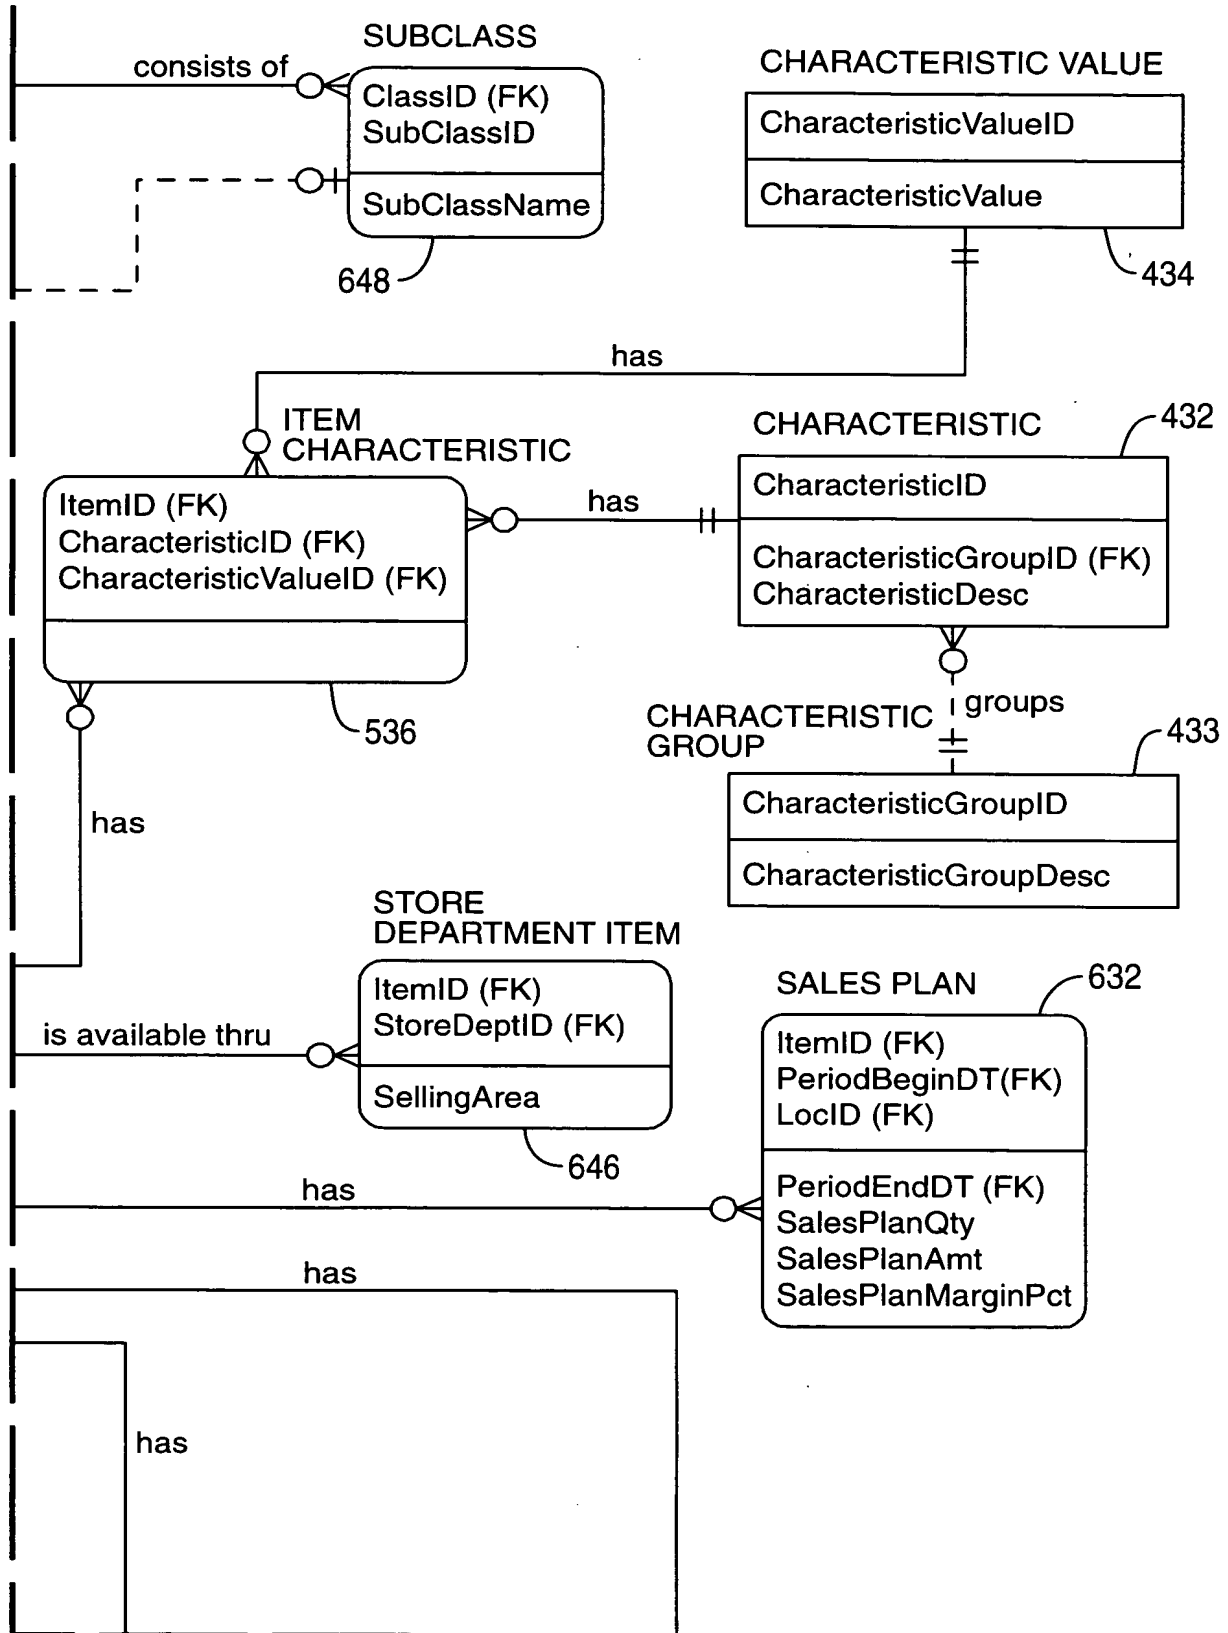 SUBCLASS
consists of
ClassID (FK)
SubClassID
SubClassName
648
CHARACTERISTIC VALUE
CharacteristicValueID
CharacteristicValue
434
has
ITEM
CHARACTERISTIC
ItemID (FK)
CharacteristicID (FK)
CharacteristicValueID (FK)
536
has
CHARACTERISTIC
432
CharacteristicID
CharacteristicGroupID (FK)
CharacteristicDesc
groups
CHARACTERISTIC
GROUP
433
CharacteristicGroupID
CharacteristicGroupDesc
has
STORE
DEPARTMENT ITEM
ItemID (FK)
StoreDeptID (FK)
SellingArea
646
is available thru
SALES PLAN
632
ItemID (FK)
PeriodBeginDT(FK)
LocID (FK)
PeriodEndDT (FK)
SalesPlanQty
SalesPlanAmt
SalesPlanMarginPct
has
has
has